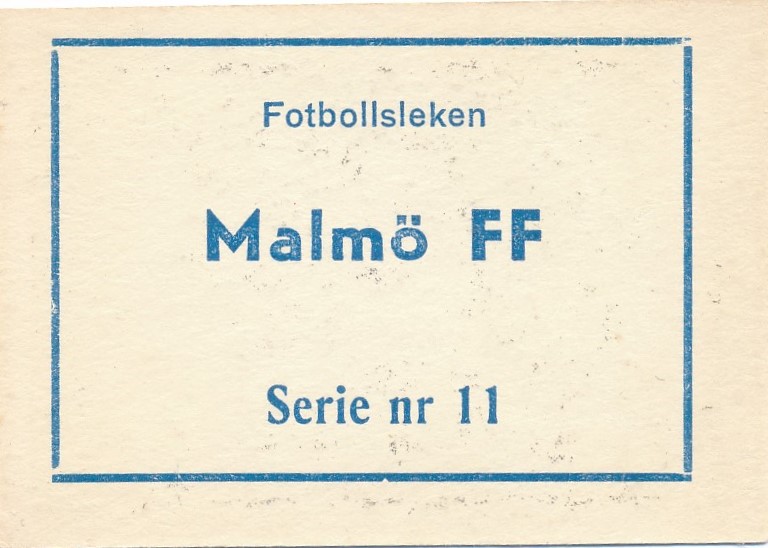 Fotbollsleken
Malmö FF
Serie nr 11